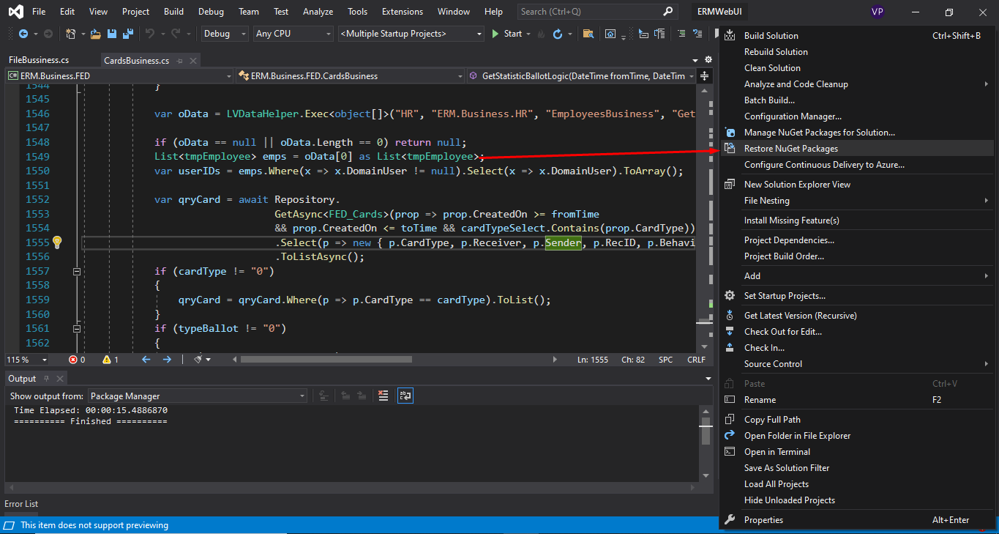 File Edit View Project Build Debug Team Test Analyze Tools Extensions Window Help Search (Ctrl+Q) ERMWebUI VP
Debug Any CPU <Multiple Startup Projects> Start
FileBussiness.cs CardsBusiness.cs
C# ERM.Business.FED ERM.Business.FED.CardsBusiness GetStatisticBallotLogic(DateTime fromTime, DateTim
1544 }
1545
1546 var oData = LVDataHelper.Exec<object[]>("HR", "ERM.Business.HR", "EmployeesBusiness", "Get
1547
1548 if (oData == null || oData.Length == 0) return null;
1549 List<tmpEmployee> emps = oData[0] as List<tmpEmployee>;
1550 var userIDs = emps.Where(x => x.DomainUser != null).Select(x => x.DomainUser).ToArray();
1551
1552 var qryCard = await Repository.
1553 GetAsync<FED_Cards>(prop => prop.CreatedOn >= fromTime
1554 && prop.CreatedOn <= toTime && cardTypeSelect.Contains(prop.CardType))
1555 .Select(p => new { p.CardType, p.Receiver, p.Sender, p.RecID, p.Behavi
1556 .ToListAsync();
1557 if (cardType != "0")
1558 {
1559 qryCard = qryCard.Where(p => p.CardType == cardType).ToList();
1560 }
1561 if (typeBallot != "0")
1562 {
115 % 0 1 Ln: 1555 Ch: 82 SPC CRLF
Output
Show output from: Package Manager
Time Elapsed: 00:00:15.4886870
========== Finished ==========
Error List
This item does not support previewing
Build Solution Ctrl+Shift+B
Rebuild Solution
Clean Solution
Analyze and Code Cleanup
Batch Build...
Configuration Manager...
Manage NuGet Packages for Solution...
Restore NuGet Packages
Configure Continuous Delivery to Azure...
New Solution Explorer View
File Nesting
Install Missing Feature(s)
Project Dependencies...
Project Build Order...
Add
Set Startup Projects...
Get Latest Version (Recursive)
Check Out for Edit...
Check In...
Source Control
Paste Ctrl+V
Rename F2
Copy Full Path
Open Folder in File Explorer
Open in Terminal
Save As Solution Filter
Load All Projects
Hide Unloaded Projects
Properties Alt+Enter